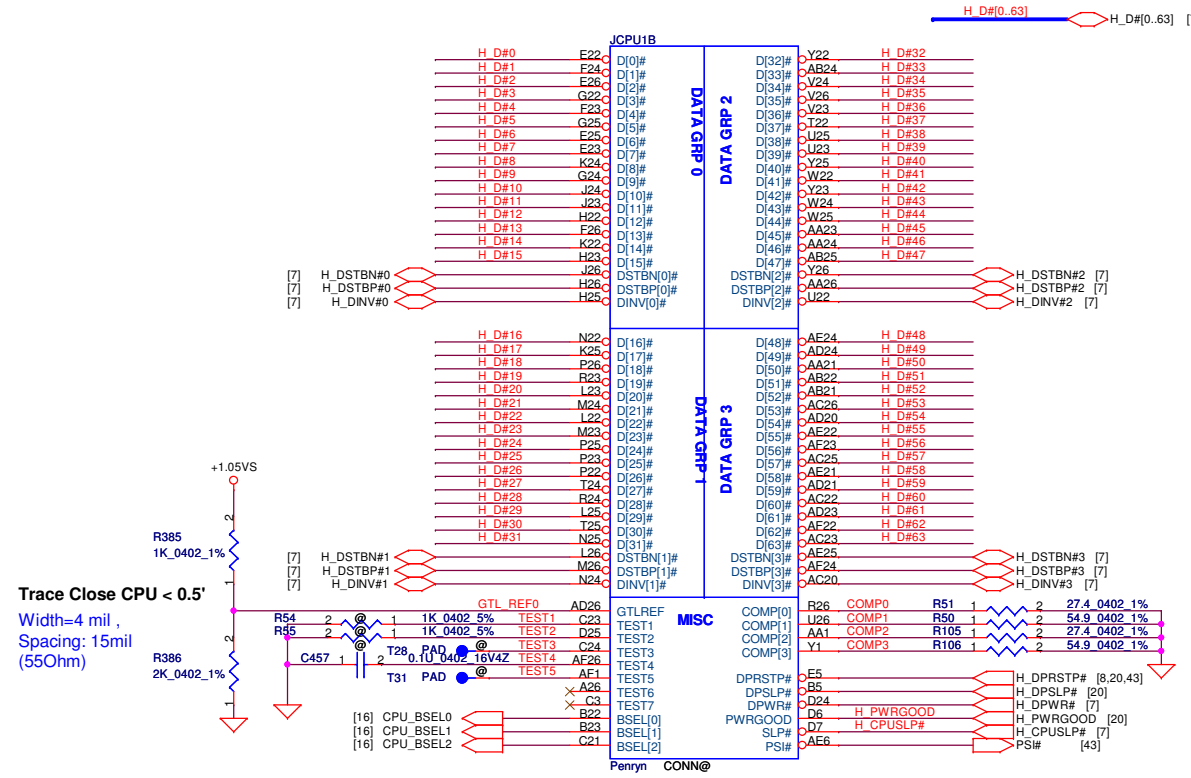 H_D#[0..63] H_D#[0..63] [
JCPU1B
H_D#0 E22 D[0]# D[32]# Y22 H_D#32
H_D#1 F24 D[1]# D[33]# AB24 H_D#33
H_D#2 E26 D[2]# D[34]# V24 H_D#34
H_D#3 G22 D[3]# D[35]# V26 H_D#35
H_D#4 F23 D[4]# D[36]# V23 H_D#36
H_D#5 G25 D[5]# D[37]# T22 H_D#37
H_D#6 E25 D[6]# D[38]# U25 H_D#38
H_D#7 E23 D[7]# D[39]# U23 H_D#39
H_D#8 K24 D[8]# D[40]# Y25 H_D#40
H_D#9 G24 D[9]# D[41]# W22 H_D#41
H_D#10 J24 D[10]# D[42]# Y23 H_D#42
H_D#11 J23 D[11]# D[43]# W24 H_D#43
H_D#12 H22 D[12]# D[44]# W25 H_D#44
H_D#13 F26 D[13]# D[45]# AA23 H_D#45
H_D#14 K22 D[14]# D[46]# AA24 H_D#46
H_D#15 H23 D[15]# D[47]# AB25 H_D#47
[7] H_DSTBN#0 J26 DSTBN[0]# DSTBN[2]# Y26 H_DSTBN#2 [7]
[7] H_DSTBP#0 H26 DSTBP[0]# DSTBP[2]# AA26 H_DSTBP#2 [7]
[7] H_DINV#0 H25 DINV[0]# DINV[2]# U22 H_DINV#2 [7]
DATA GRP 0
DATA GRP 2
H_D#16 N22 D[16]# D[48]# AE24 H_D#48
H_D#17 K25 D[17]# D[49]# AD24 H_D#49
H_D#18 P26 D[18]# D[50]# AA21 H_D#50
H_D#19 R23 D[19]# D[51]# AB22 H_D#51
H_D#20 L23 D[20]# D[52]# AB21 H_D#52
H_D#21 M24 D[21]# D[53]# AC26 H_D#53
H_D#22 L22 D[22]# D[54]# AD20 H_D#54
H_D#23 M23 D[23]# D[55]# AE22 H_D#55
H_D#24 P25 D[24]# D[56]# AF23 H_D#56
H_D#25 P23 D[25]# D[57]# AC25 H_D#57
H_D#26 P22 D[26]# D[58]# AE21 H_D#58
H_D#27 T24 D[27]# D[59]# AD21 H_D#59
H_D#28 R24 D[28]# D[60]# AC22 H_D#60
H_D#29 L25 D[29]# D[61]# AD23 H_D#61
H_D#30 T25 D[30]# D[62]# AF22 H_D#62
H_D#31 N25 D[31]# D[63]# AC23 H_D#63
[7] H_DSTBN#1 L26 DSTBN[1]# DSTBN[3]# AE25 H_DSTBN#3 [7]
[7] H_DSTBP#1 M26 DSTBP[1]# DSTBP[3]# AF24 H_DSTBP#3 [7]
[7] H_DINV#1 N24 DINV[1]# DINV[3]# AC20 H_DINV#3 [7]
DATA GRP 1
DATA GRP 3
+1.05VS
2
R385
1K_0402_1%
1
Trace Close CPU < 0.5'
Width=4 mil ,
Spacing: 15mil
(55Ohm)
2
R386
2K_0402_1%
1
MISC
GTL_REF0 AD26 GTLREF COMP[0] R26 COMP0 R51 1 2 27.4_0402_1%
R54 2 @ 1 1K_0402_5% TEST1 C23 TEST1 COMP[1] U26 COMP1 R50 1 2 54.9_0402_1%
R55 2 @ 1 1K_0402_5% TEST2 D25 TEST2 COMP[2] AA1 COMP2 R105 1 2 27.4_0402_1%
T28 PAD @ TEST3 C24 TEST3 COMP[3] Y1 COMP3 R106 1 2 54.9_0402_1%
C457 1 2 0.1U_0402_16V4Z TEST4 AF26 TEST4
T31 PAD @ TEST5 AF1 TEST5 DPRSTP# E5 H_DPRSTP# [8,20,43]
A26 TEST6 DPSLP# B5 H_DPSLP# [20]
C3 TEST7 DPWR# D24 H_DPWR# [7]
[16] CPU_BSEL0 B22 BSEL[0] PWRGOOD D6 H_PWRGOOD H_PWRGOOD [20]
[16] CPU_BSEL1 B23 BSEL[1] SLP# D7 H_CPUSLP# H_CPUSLP# [7]
[16] CPU_BSEL2 C21 BSEL[2] PSI# AE6 PSI# [43]
Penryn CONN@